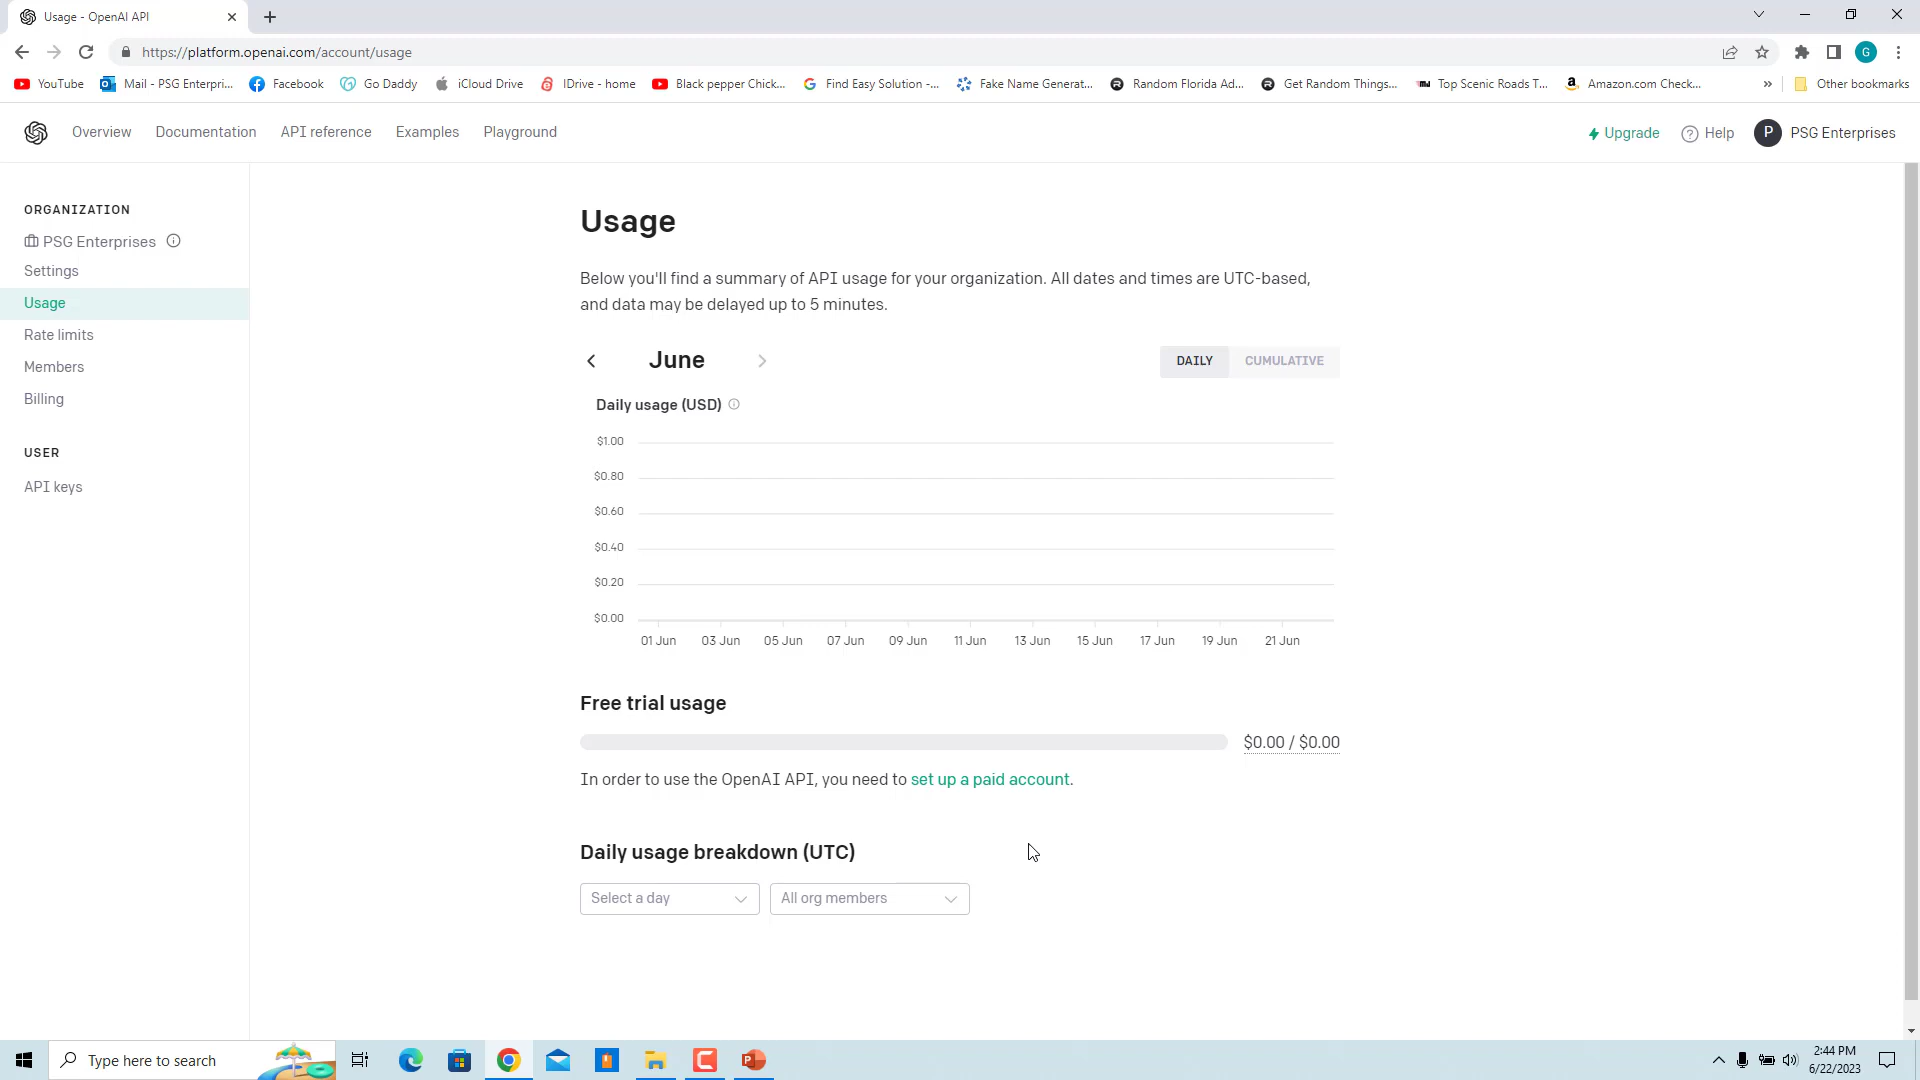 Usage - OpenAI API
https://platform.openai.com/account/usage
G
YouTube
Mail - PSG Enterpri...
Facebook
Go Daddy
iCloud Drive
IDrive - home
Black pepper Chick...
Find Easy Solution -...
Fake Name Generat...
Random Florida Ad...
Get Random Things...
Top Scenic Roads T...
Amazon.com Check...
»
Other bookmarks
Overview
Documentation
API reference
Examples
Playground
Upgrade
Help
P
PSG Enterprises
ORGANIZATION
PSG Enterprises
Settings
Usage
Rate limits
Members
Billing
USER
API keys
Usage
Below you'll find a summary of API usage for your organization. All dates and times are UTC-based,
and data may be delayed up to 5 minutes.
June
DAILY
CUMULATIVE
Daily usage (USD)
$1.00
$0.80
$0.60
$0.40
$0.20
$0.00
01 Jun
03 Jun
05 Jun
07 Jun
09 Jun
11 Jun
13 Jun
15 Jun
17 Jun
19 Jun
21 Jun
Free trial usage
$0.00 / $0.00
In order to use the OpenAI API, you need to set up a paid account.
Daily usage breakdown (UTC)
Select a day
All org members
Type here to search
2:44 PM
6/22/2023